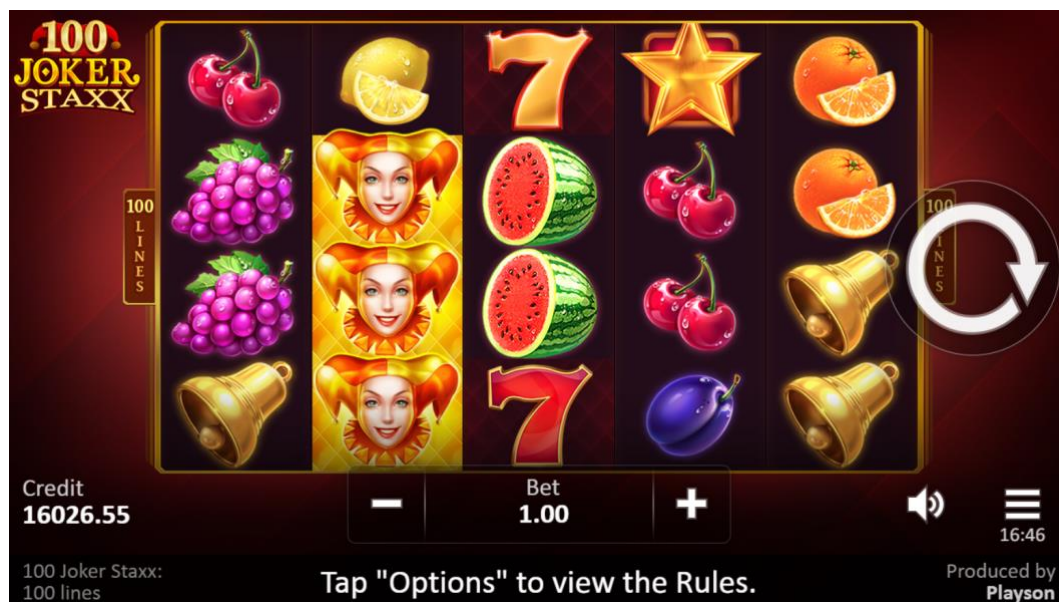 100
JOKER
STAXX
100
LINES
100
LINES
Credit
16026.55
Bet
1.00
16:46
100 Joker Staxx:
100 lines
Tap "Options" to view the Rules.
Produced by
Playson